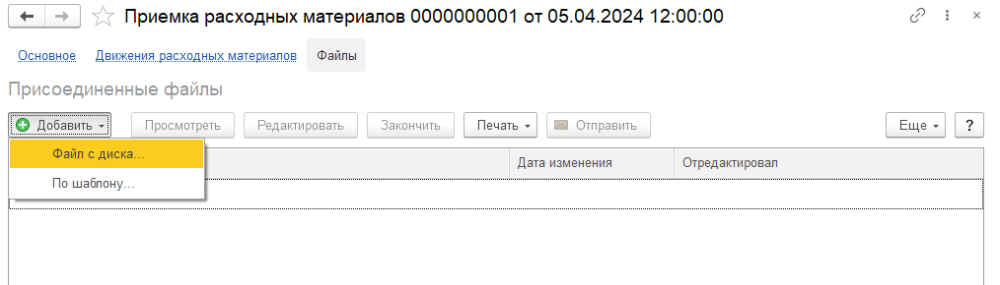 Приемка расходных материалов 0000000001 от 05.04.2024 12:00:00
Основное Движения расходных материалов Файлы
Присоединенные файлы
Добавить Просмотреть Редактировать Закончить Печать Отправить Еще ?
Файл с диска... Дата изменения Отредактировал
По шаблону...